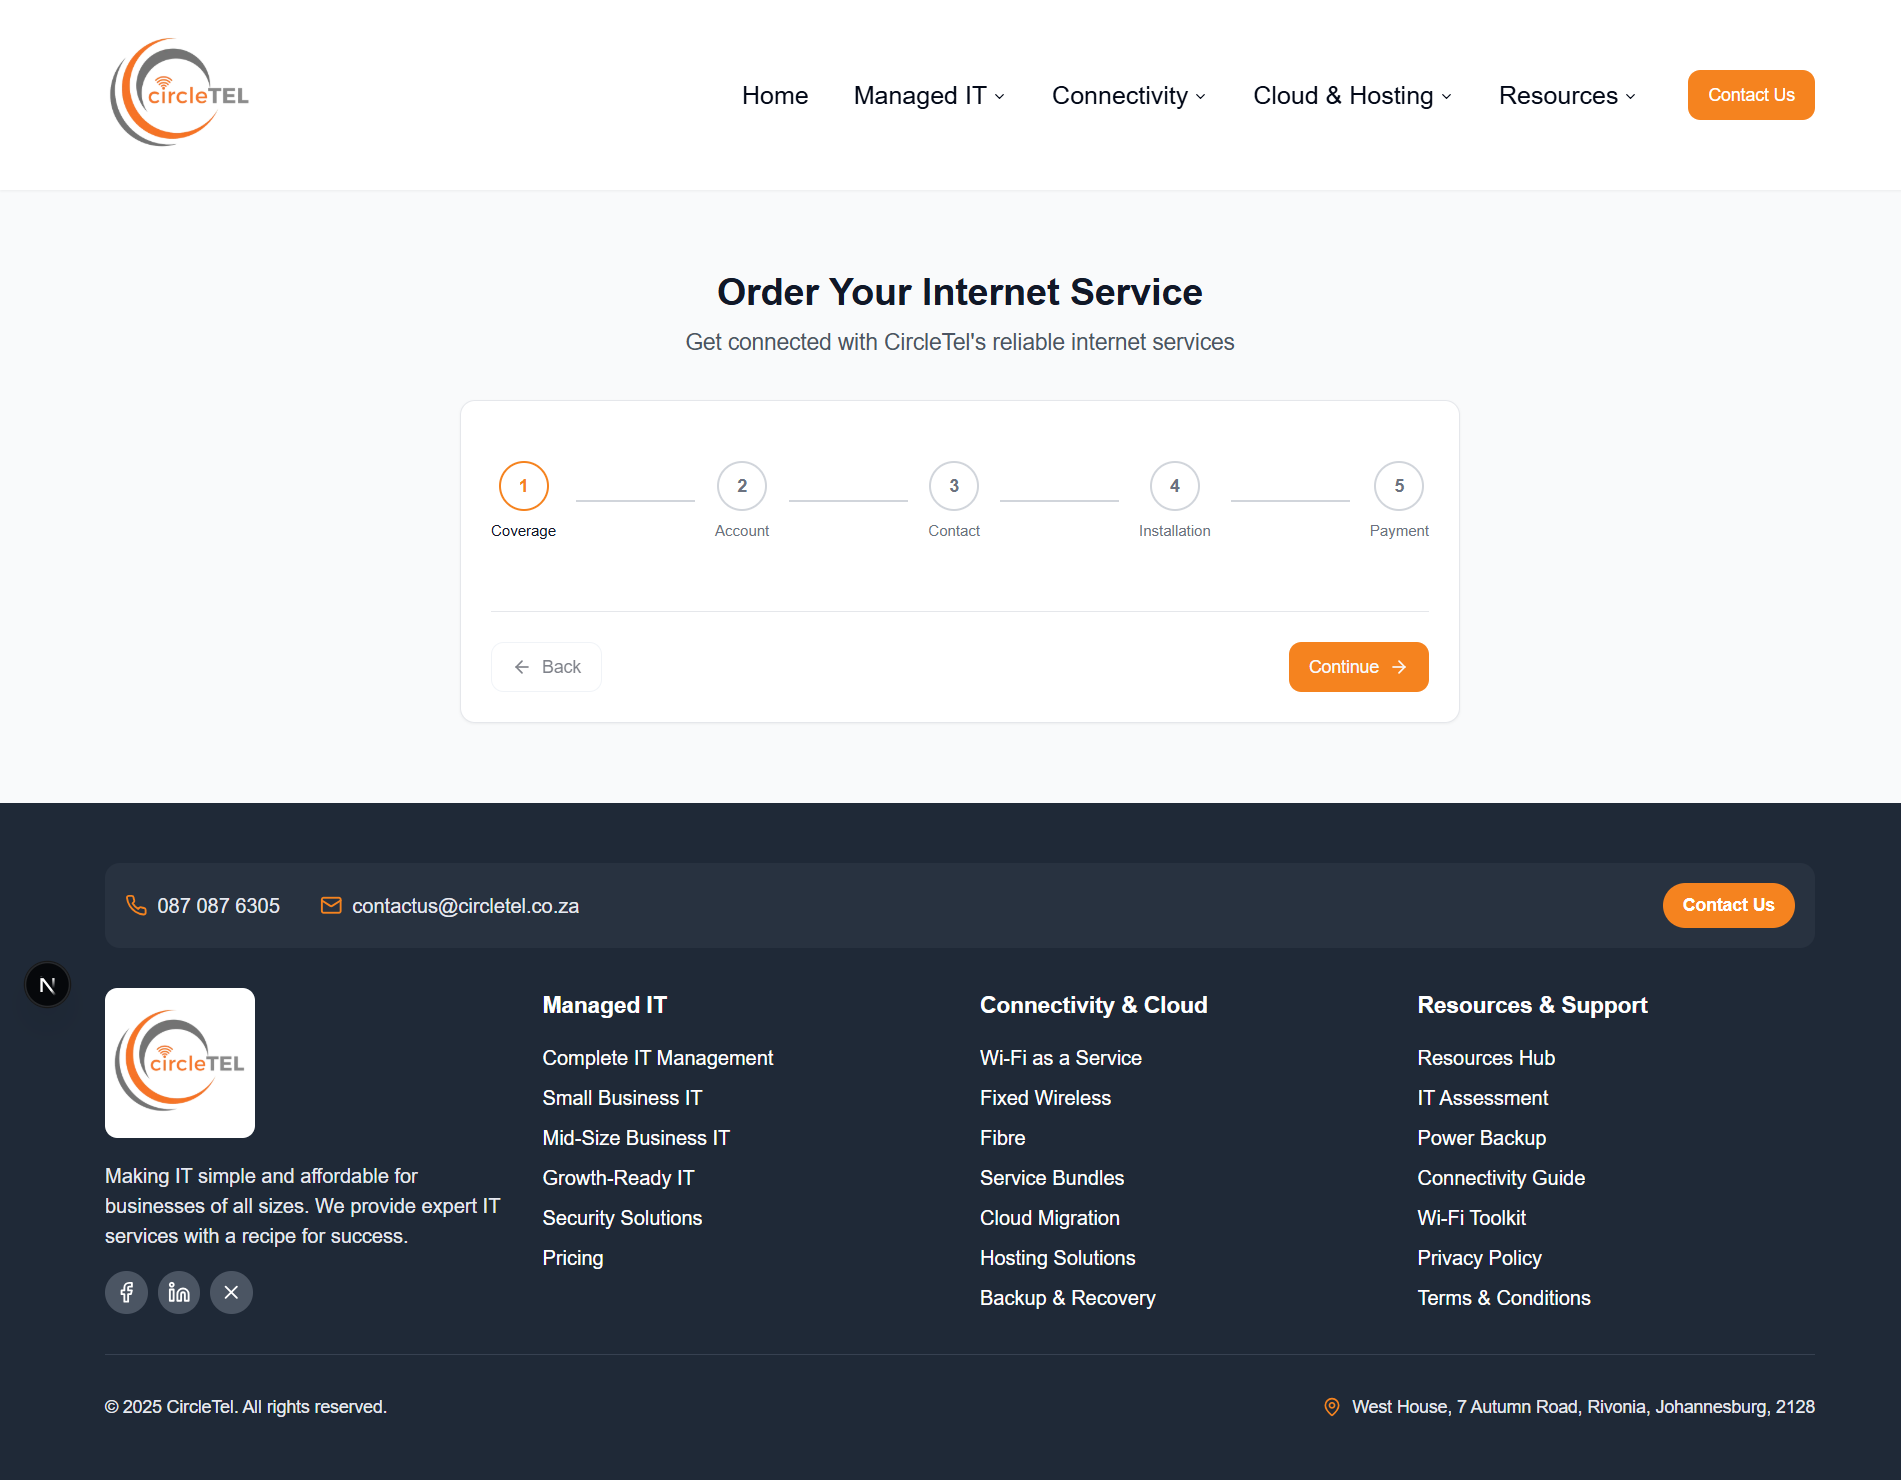 circleTEL
Home
Managed IT
Connectivity
Cloud & Hosting
Resources
Contact Us
Order Your Internet Service
Get connected with CircleTel's reliable internet services
1
Coverage
2
Account
3
Contact
4
Installation
5
Payment
Back
Continue
087 087 6305
contactus@circletel.co.za
Contact Us
N
circleTEL
Making IT simple and affordable for
businesses of all sizes. We provide expert IT
services with a recipe for success.
Managed IT
Complete IT Management
Small Business IT
Mid-Size Business IT
Growth-Ready IT
Security Solutions
Pricing
Connectivity & Cloud
Wi-Fi as a Service
Fixed Wireless
Fibre
Service Bundles
Cloud Migration
Hosting Solutions
Backup & Recovery
Resources & Support
Resources Hub
IT Assessment
Power Backup
Connectivity Guide
Wi-Fi Toolkit
Privacy Policy
Terms & Conditions
© 2025 CircleTel. All rights reserved.
West House, 7 Autumn Road, Rivonia, Johannesburg, 2128